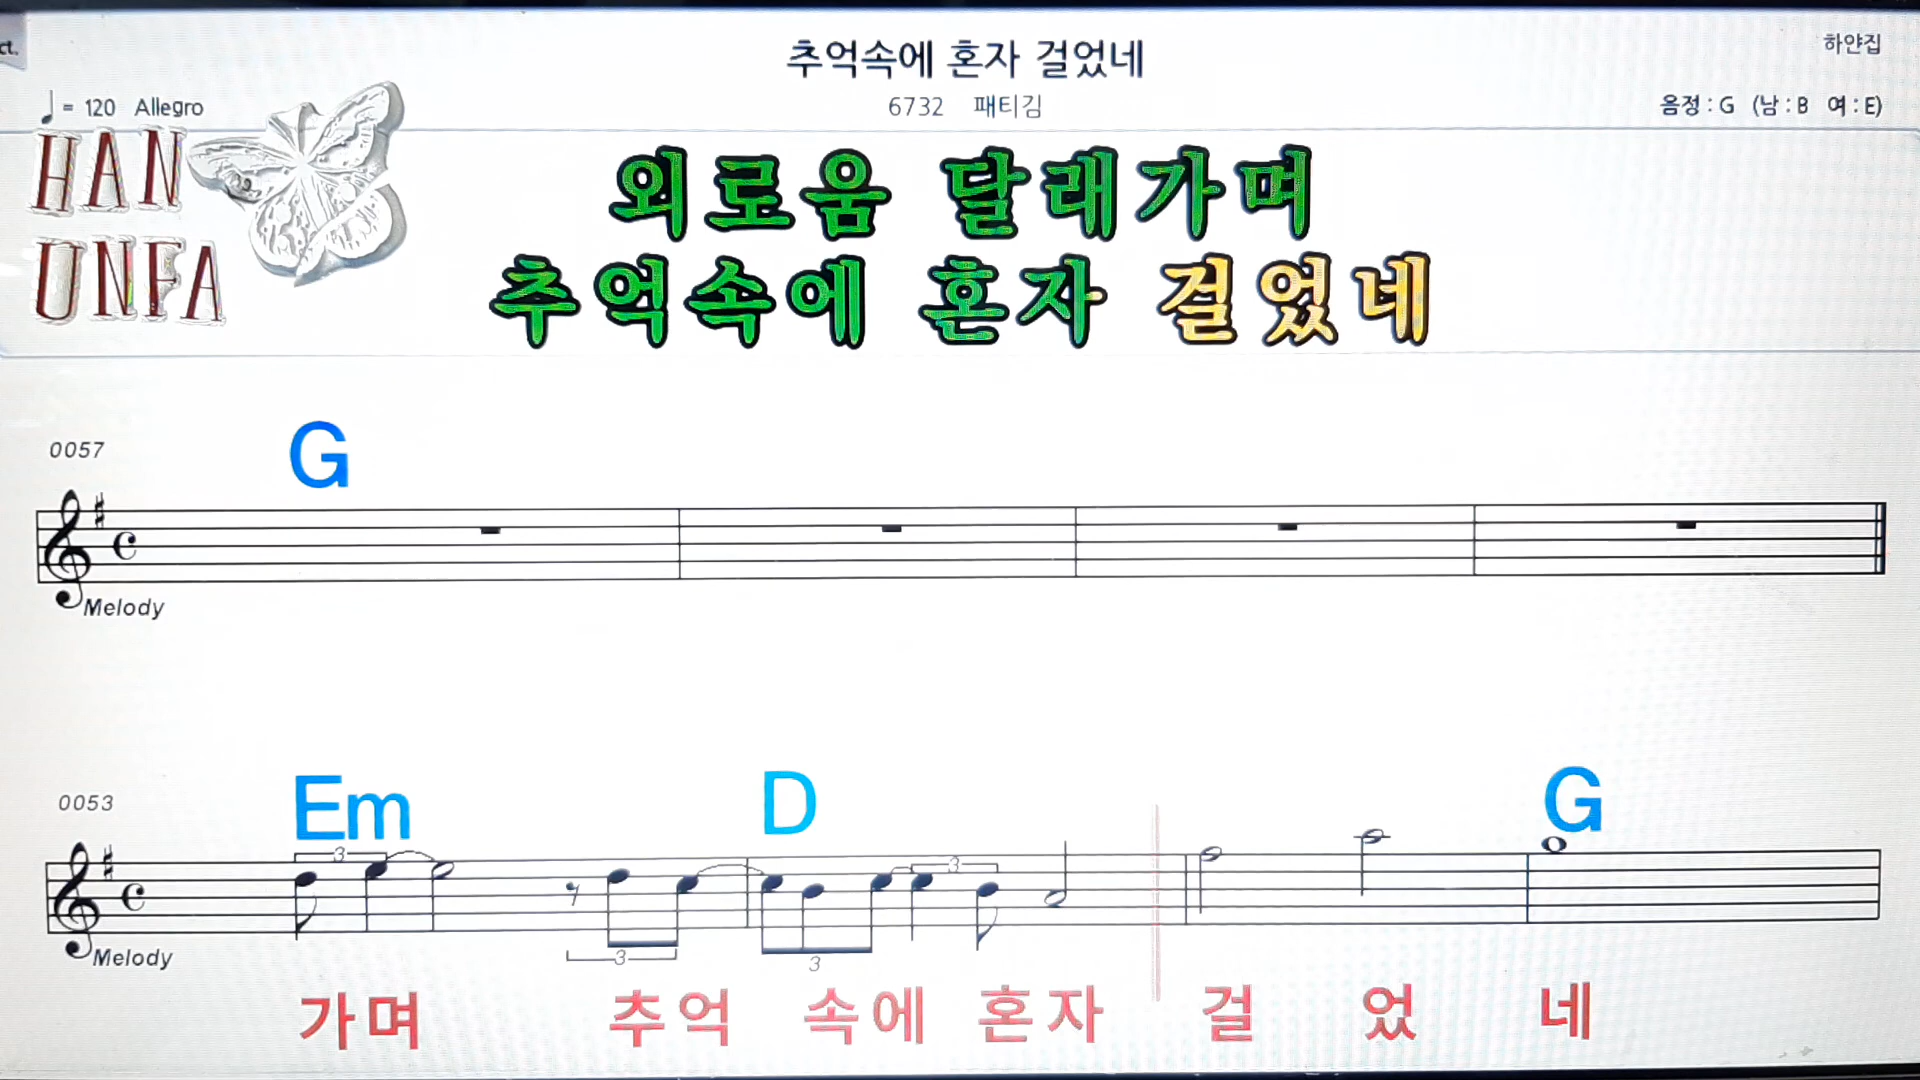 ct.
추억속에 혼자 걸었네
하얀집
♩= 120 Allegro
6732 패티김
음정 : G (남 : B 여 : E)
HAN
UNFA
외로움 달래가며
추억속에 혼자 걸었네
0057
G
Melody
0053
Em D G
3 3
3 3
Melody
가며 추억 속에 혼자 걸 었 네